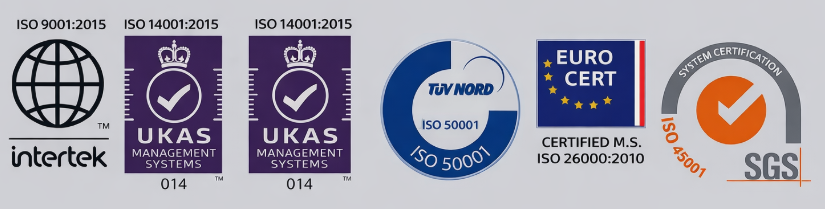 ISO 9001:2015
TM
intertek
ISO 14001:2015
UKAS
MANAGEMENT
SYSTEMS
014
TM
ISO 14001:2015
UKAS
MANAGEMENT
SYSTEMS
014
TM
TÜV NORD
ISO 50001
ISO 50001
EURO
CERT
CERTIFIED M.S.
ISO 26000:2010
SYSTEM CERTIFICATION
ISO 45001
SGS